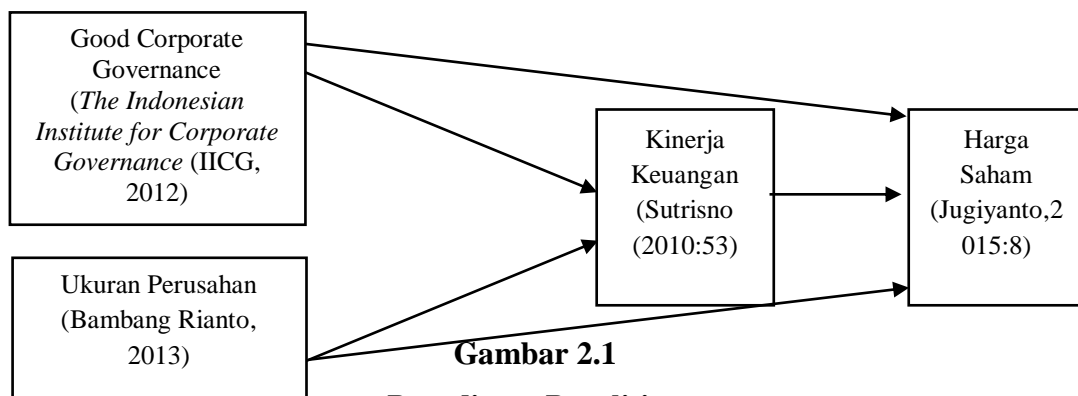 Good Corporate
Governance
(The Indonesian
Institute for Corporate
Governance (IICG,
2012)
Kinerja
Keuangan
(Sutrisno
(2010:53)
Harga
Saham
(Jugiyanto,2
015:8)
Ukuran Perusahan
(Bambang Rianto,
2013)
Gambar 2.1